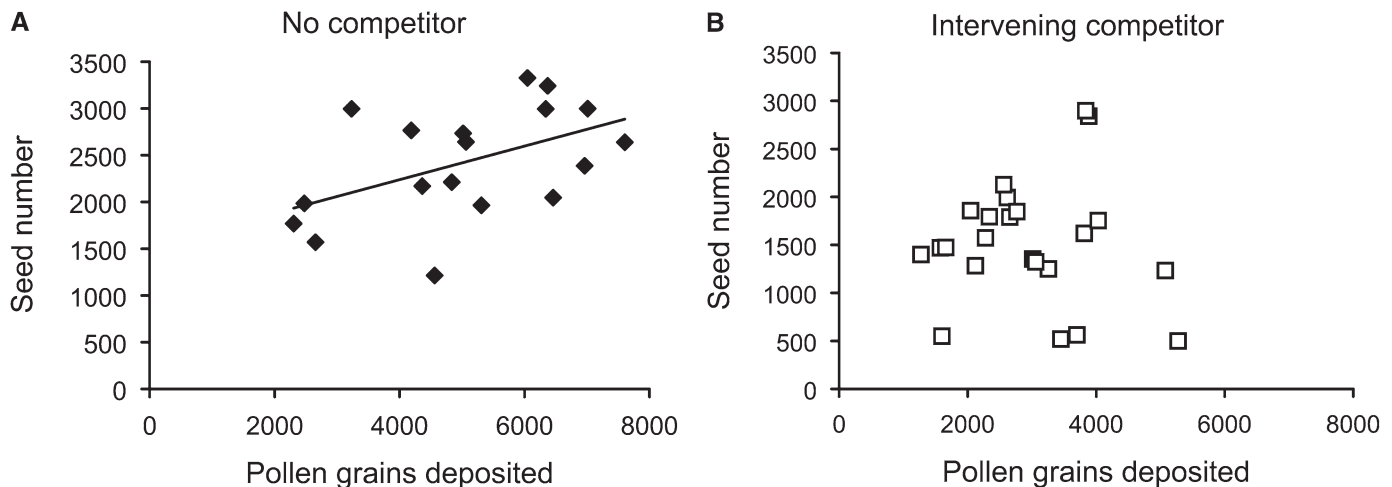 A
No competitor
Seed number
3500
3000
2500
2000
1500
1000
500
0
0 2000 4000 6000 8000
Pollen grains deposited
B
Intervening competitor
Seed number
3500
3000
2500
2000
1500
1000
500
0
0 2000 4000 6000 8000
Pollen grains deposited